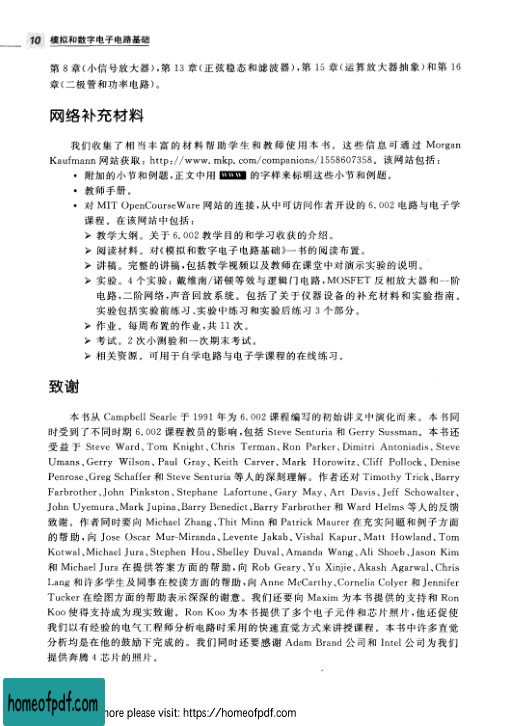 10 模拟和数字电子电路基础
第 8 章(小信号放大器),第 13 章(正弦稳态和滤波器),第 15 章(运算放大器抽象)和第 16
章(二极管和功率电路)。
网络补充材料
我们收集了相当丰富的材料帮助学生和教师使用本书。这些信息可通过 Morgan
Kaufmann 网站获取: http://www.mkp.com/companions/1558607358。该网站包括:
• 附加的小节和例题,正文中用 WWW 的字样来标明这些小节和例题。
• 教师手册。
• 对 MIT OpenCourseWare 网站的连接,从中可访问作者开设的 6.002 电路与电子学
课程。在该网站中包括:
➢ 教学大纲。关于 6.002 教学目的和学习收获的介绍。
➢ 阅读材料。对《模拟和数字电子电路基础》一书的阅读布置。
➢ 讲稿。完整的讲稿,包括教学视频以及教师在课堂中对演示实验的说明。
➢ 实验。4 个实验: 戴维南/诺顿等效与逻辑门电路,MOSFET 反相放大器和一阶
电路,二阶网络,声音回放系统。包括了关于仪器设备的补充材料和实验指南。
实验包括实验前练习、实验中练习和实验后练习 3 个部分。
➢ 作业。每周布置的作业,共 11 次。
➢ 考试。2 次小测验和一次期末考试。
➢ 相关资源。可用于自学电路与电子学课程的在线练习。
致谢
本书从 Campbell Searle 于 1991 年为 6.002 课程编写的初始讲义中演化而来。本书同
时受到了不同时期 6.002 课程教员的影响,包括 Steve Senturia 和 Gerry Sussman。本书还
受益于 Steve Ward、Tom Knight、Chris Terman、Ron Parker、Dimitri Antoniadis、Steve
Umans、Gerry Wilson、Paul Gray、Keith Carver、Mark Horowitz、Cliff Pollock、Denise
Penrose、Greg Schaffer 和 Steve Senturia 等人的深刻理解。作者还对 Timothy Trick、Barry
Farbrother、John Pinkston、Stephane Lafortune、Gary May、Art Davis、Jeff Schowalter、
John Uyemura、Mark Jupina、Barry Benedict、Barry Farbrother 和 Ward Helms 等人的反馈
致谢。作者同时要向 Michael Zhang、Thit Minn 和 Patrick Maurer 在充实问题和例子方面
的帮助,向 Jose Oscar Mur-Miranda、Levente Jakab、Vishal Kapur、Matt Howland、Tom
Kotwal、Michael Jura、Stephen Hou、Shelley Duval、Amanda Wang、Ali Shoeb、Jason Kim
和 Michael Jura 在提供答案方面的帮助,向 Rob Geary、Yu Xinjie、Akash Agarwal、Chris
Lang 和许多学生及同事在校读方面的帮助,向 Anne McCarthy、Cornelia Colyer 和 Jennifer
Tucker 在绘图方面的帮助表示深深的谢意。我们还要向 Maxim 为本书提供的支持和 Ron
Koo 使得支持成为现实致谢。Ron Koo 为本书提供了多个电子元件和芯片照片,他还促使
我们以有经验的电气工程师分析电路时采用的快速直觉方式来讲授课程。本书中许多直觉
分析均是在他的鼓励下完成的。我们同时还要感谢 Adam Brand 公司和 Intel 公司为我们
提供奔腾 4 芯片的照片。
homeofpdf.com
more please visit: https://homeofpdf.com